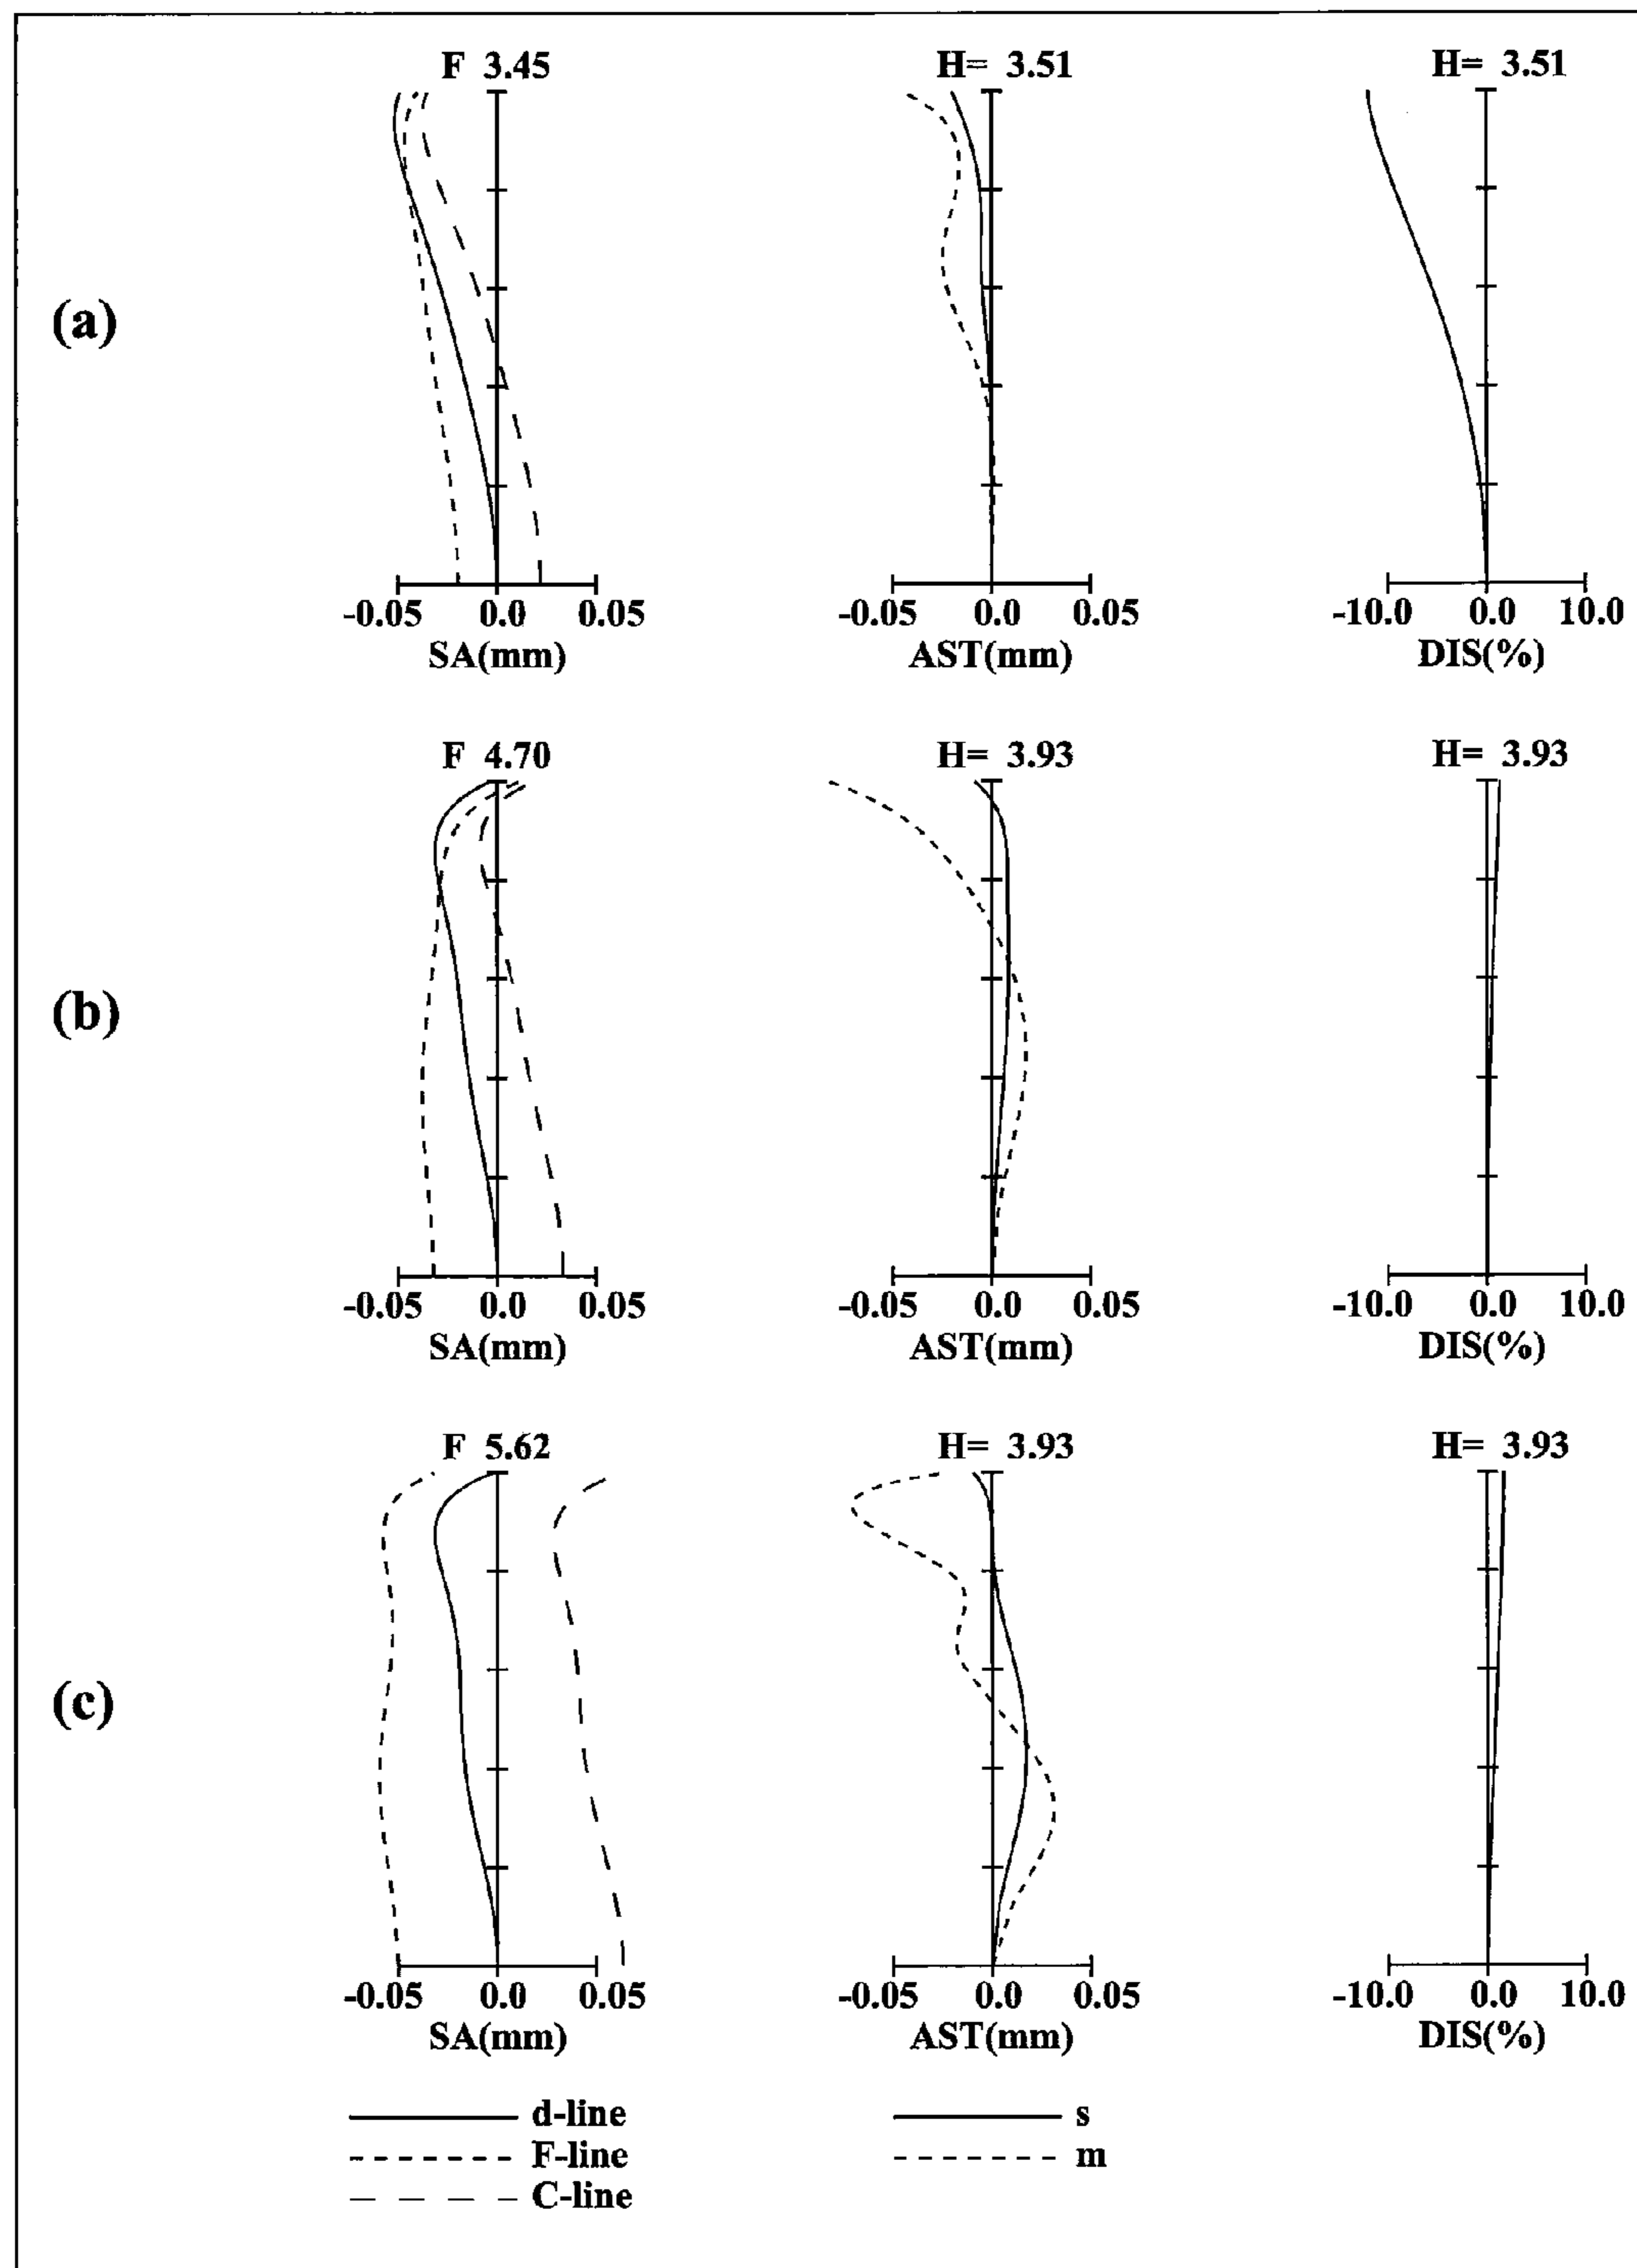 F 3.45 H= 3.51 H= 3.51
(a)
-0.05 0.0 0.05 -0.05 0.0 0.05 -10.0 0.0 10.0
SA(mm) AST(mm) DIS(%)
F 4.70 H= 3.93 H= 3.93
(b)
-0.05 0.0 0.05 -0.05 0.0 0.05 -10.0 0.0 10.0
SA(mm) AST(mm) DIS(%)
F 5.62 H= 3.93 H= 3.93
(c)
-0.05 0.0 0.05 -0.05 0.0 0.05 -10.0 0.0 10.0
SA(mm) AST(mm) DIS(%)
d-line s
F-line m
C-line